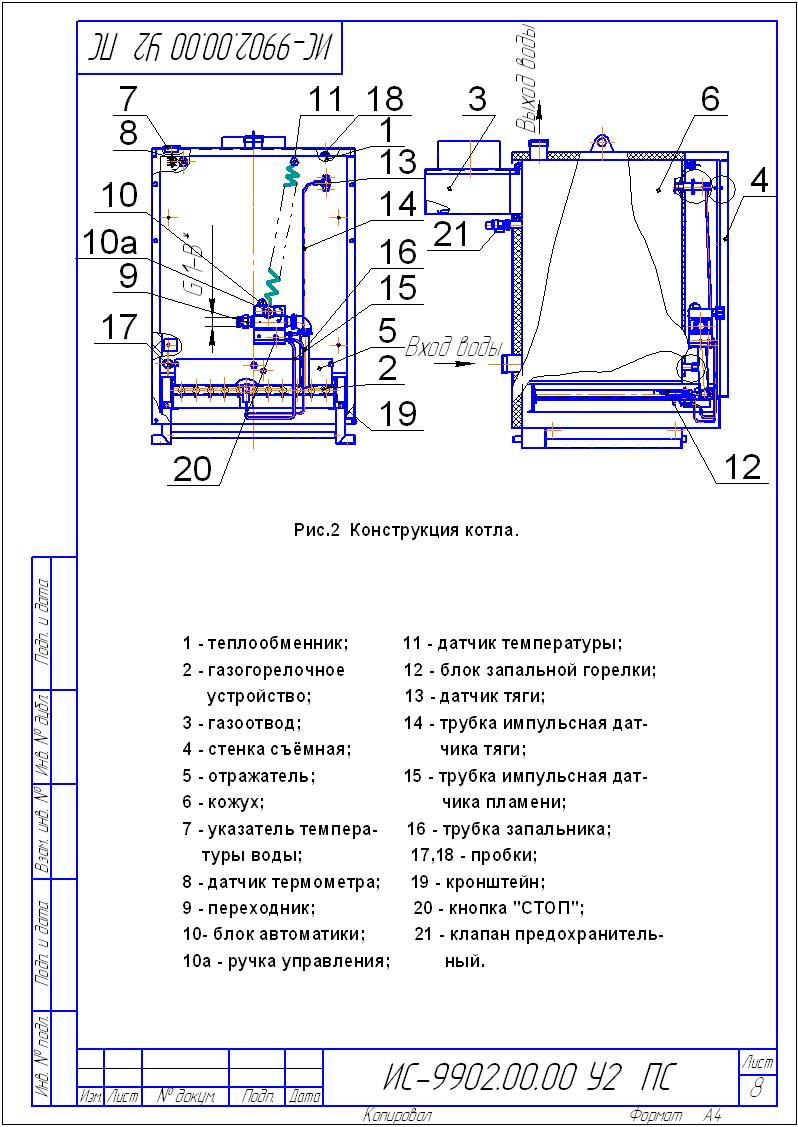 ИС-9902.00.00 У2 ПС
7
11
18
3
Выход воды
6
8
1
13
4
10
14
21
10а
G 1-В*
16
9
15
17
5
Вход воды
2
19
20
12
Рис.2 Конструкция котла.
1 - теплообменник;
2 - газогорелочное
устройство;
3 - газоотвод;
4 - стенка съёмная;
5 - отражатель;
6 - кожух;
7 - указатель темпера-
туры воды;
8 - датчик термометра;
9 - переходник;
10- блок автоматики;
10а - ручка управления;
11 - датчик температуры;
12 - блок запальной горелки;
13 - датчик тяги;
14 - трубка импульсная дат-
чика тяги;
15 - трубка импульсная дат-
чика пламени;
16 - трубка запальника;
17,18 - пробки;
19 - кронштейн;
20 - кнопка "СТОП";
21 - клапан предохранитель-
ный.
Подп. и дата
Инв. № дубл.
Взам. инв. №
Подп. и дата
Инв. № подл.
Изм. Лист № докум. Подп. Дата
ИС-9902.00.00 У2 ПС
Лист
8
Копировал
Формат А4